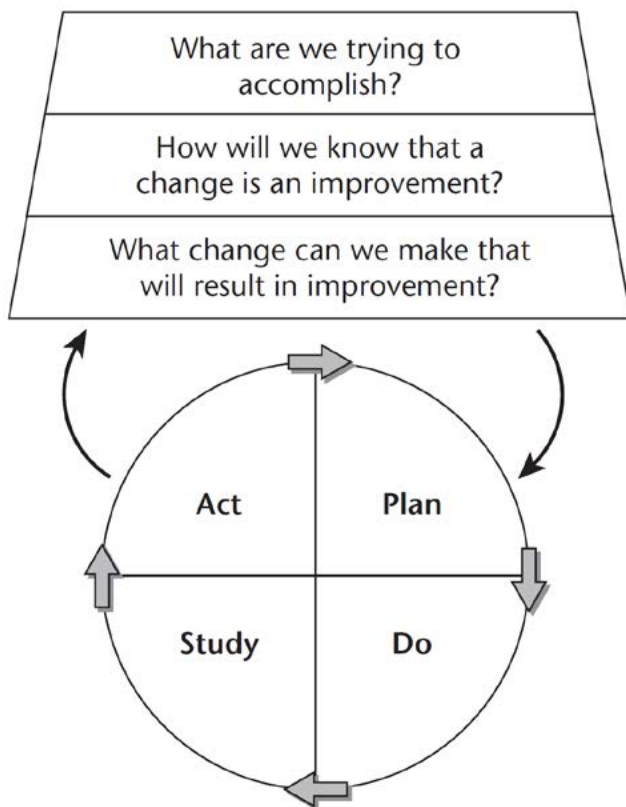 What are we trying to
accomplish?
How will we know that a
change is an improvement?
What change can we make that
will result in improvement?
Act
Plan
Study
Do